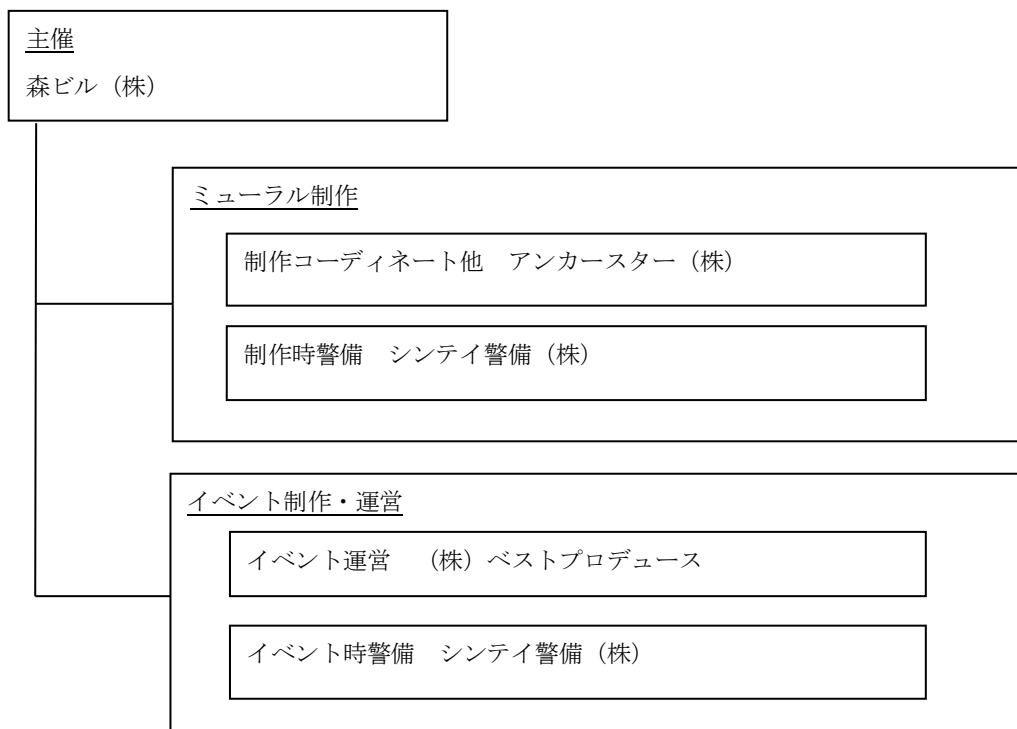 主催
森ビル（株）
ミューラル制作
制作コーディネート他　アンカースター（株）
制作時警備　シンテイ警備（株）
イベント制作・運営
イベント運営　（株）ベストプロデュース
イベント時警備　シンテイ警備（株）